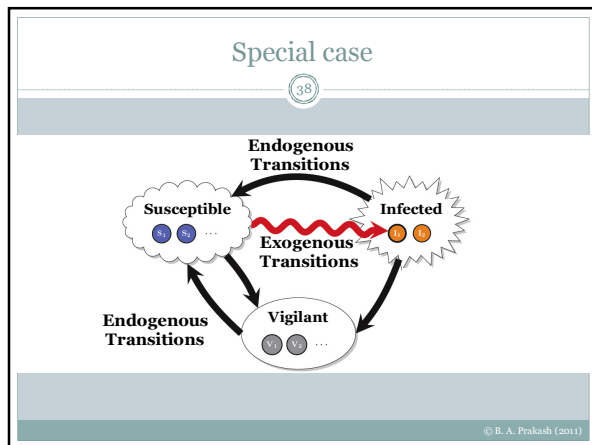 Special case
38
Endogenous
Transitions
Susceptible
S1 S2 ...
Infected
I1 I2
Exogenous
Transitions
Endogenous
Transitions
Vigilant
V1 V2 ...
© B. A. Prakash (2011)